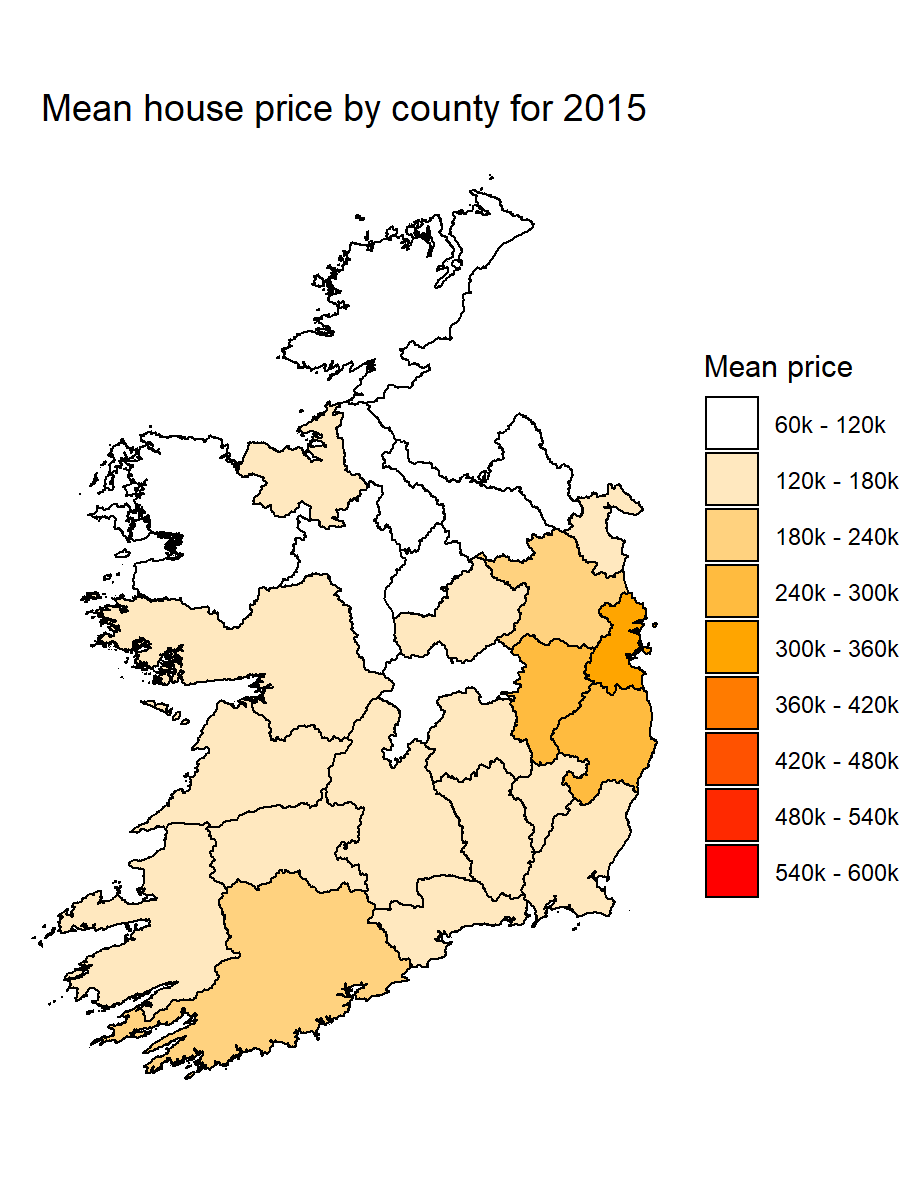 Mean house price by county for 2015
Mean price
60k - 120k
120k - 180k
180k - 240k
240k - 300k
300k - 360k
360k - 420k
420k - 480k
480k - 540k
540k - 600k